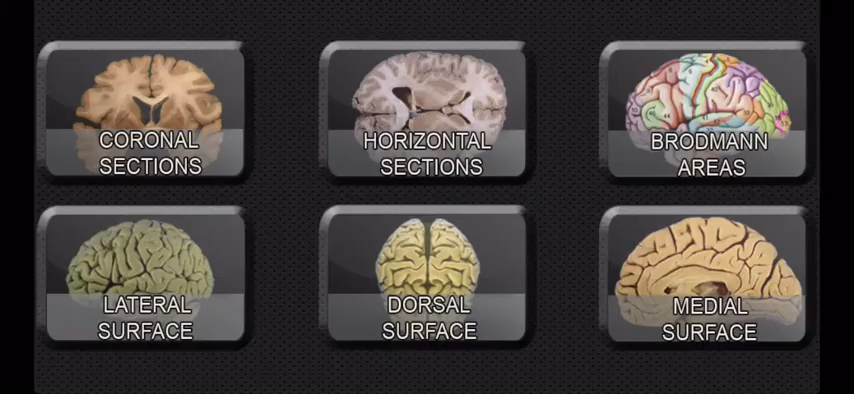 CORONAL
SECTIONS
HORIZONTAL
SECTIONS
BRODMANN
AREAS
LATERAL
SURFACE
DORSAL
SURFACE
MEDIAL
SURFACE